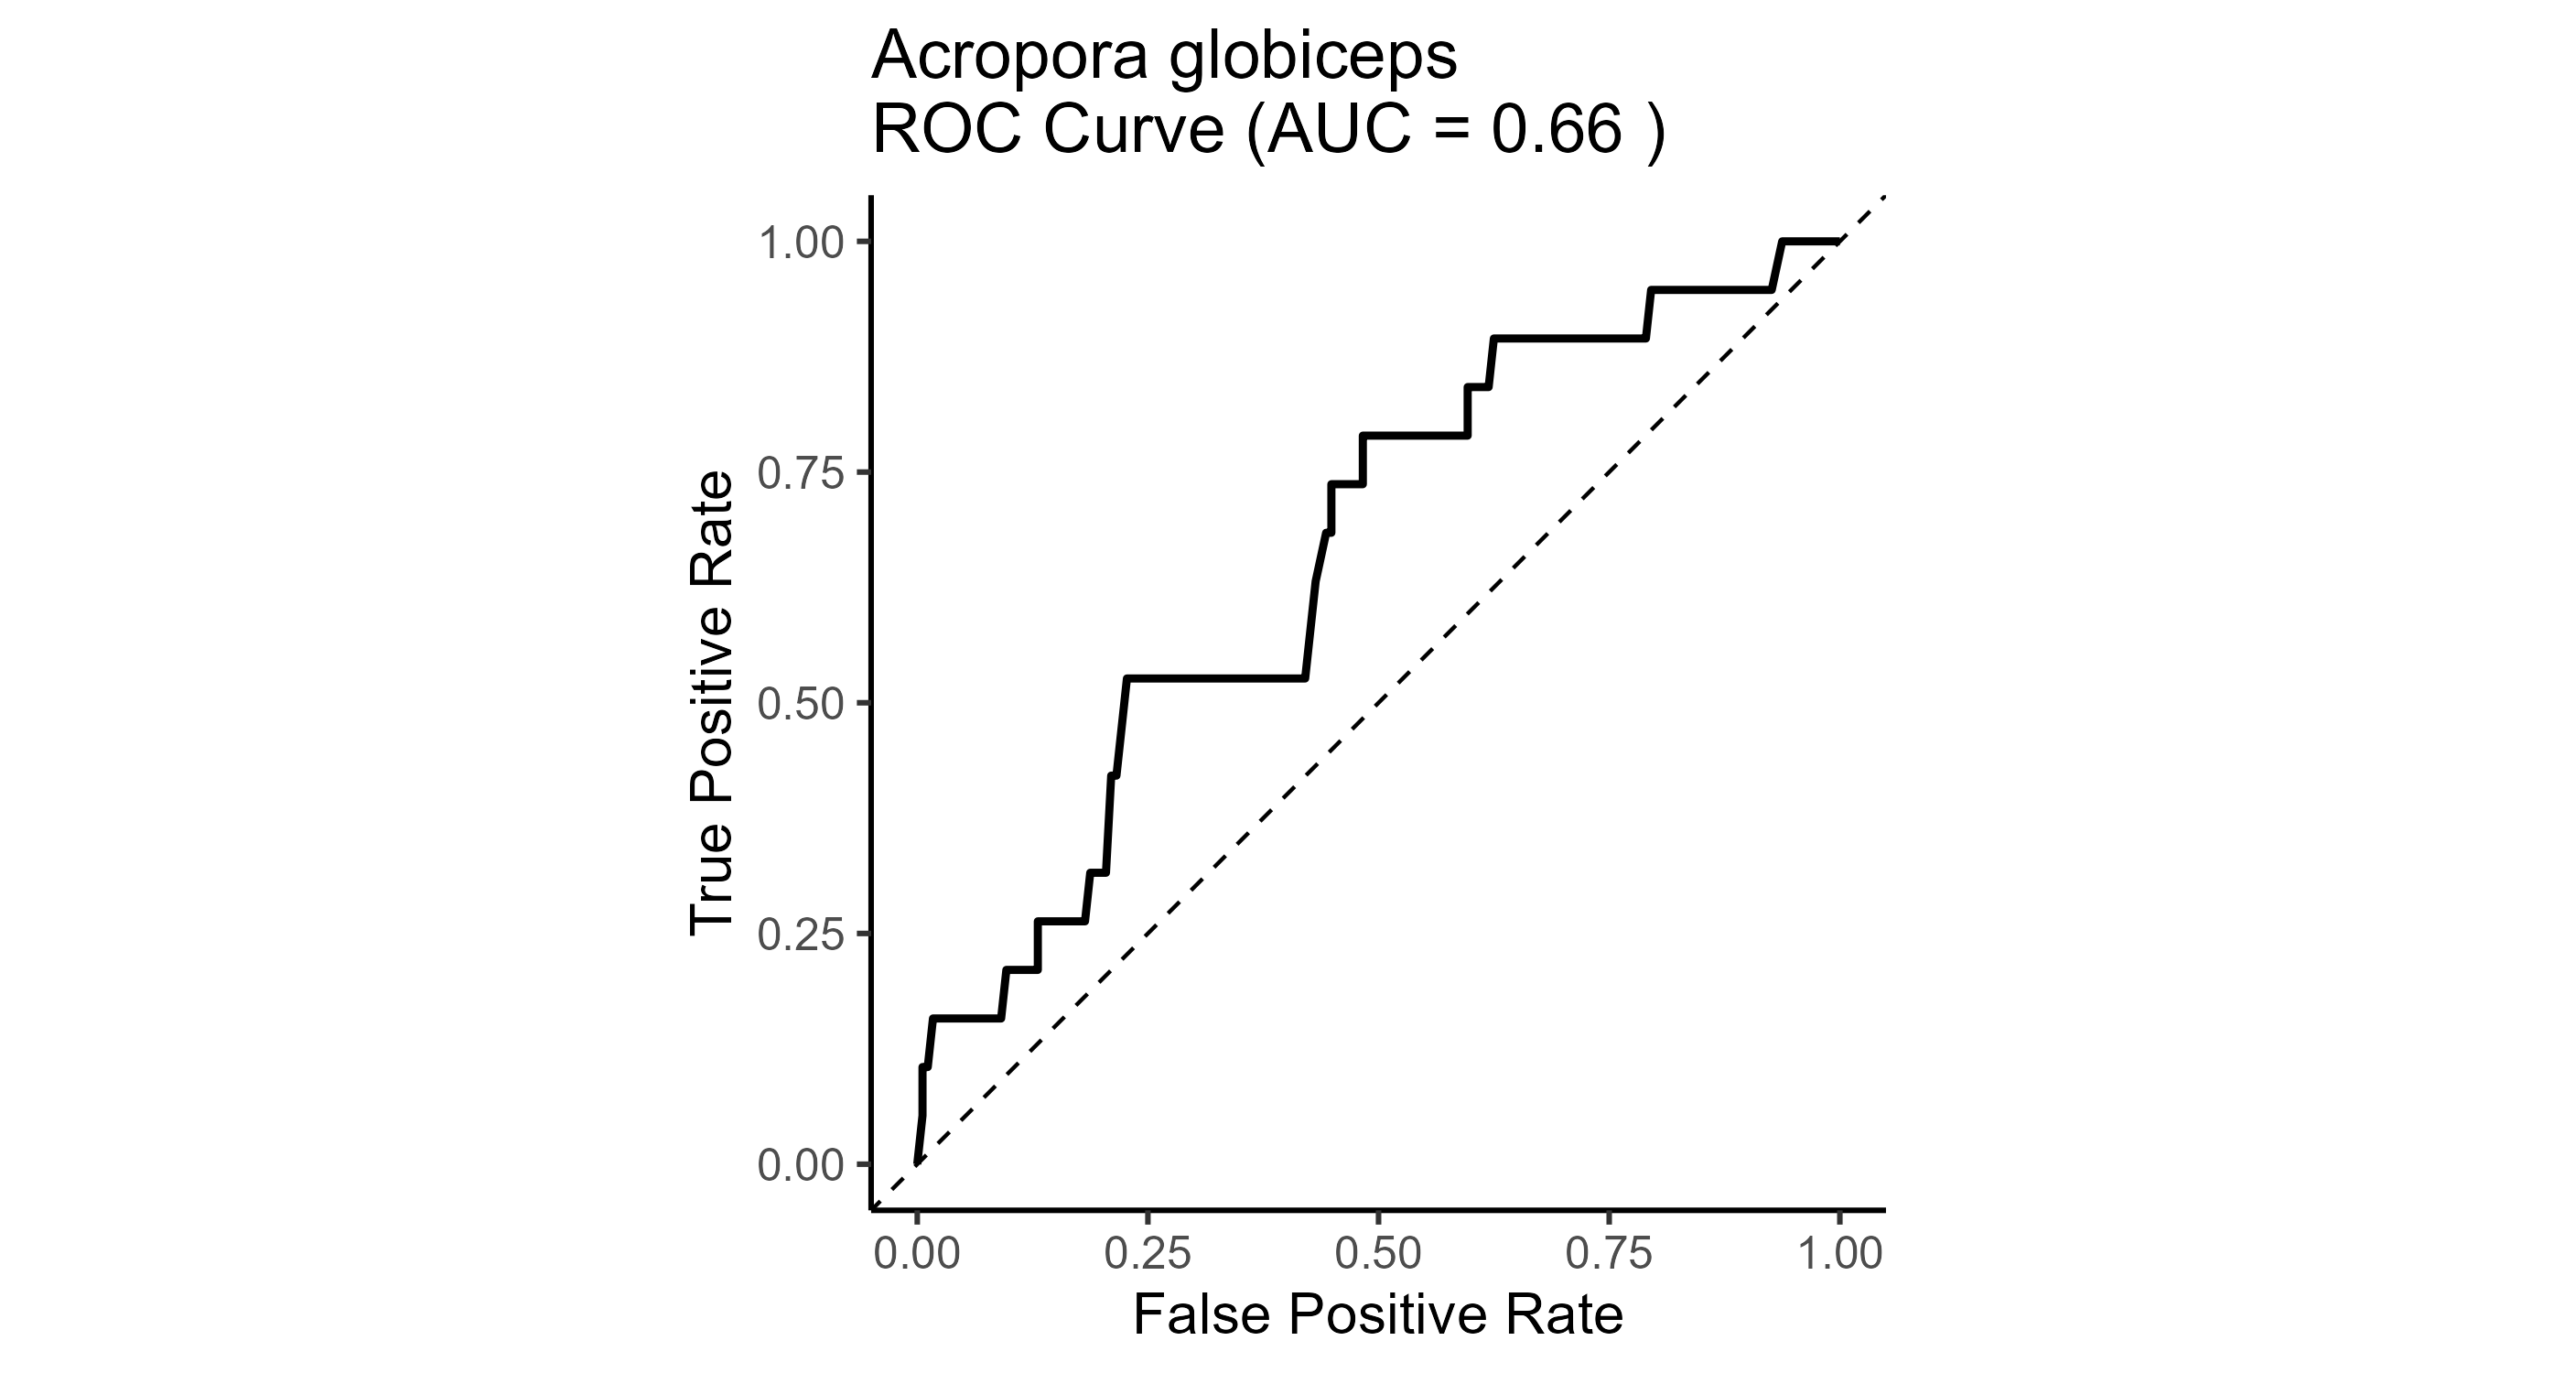 Acropora globiceps
ROC Curve (AUC = 0.66 )
True Positive Rate
1.00
0.75
0.50
0.25
0.00
0.00 0.25 0.50 0.75 1.00
False Positive Rate